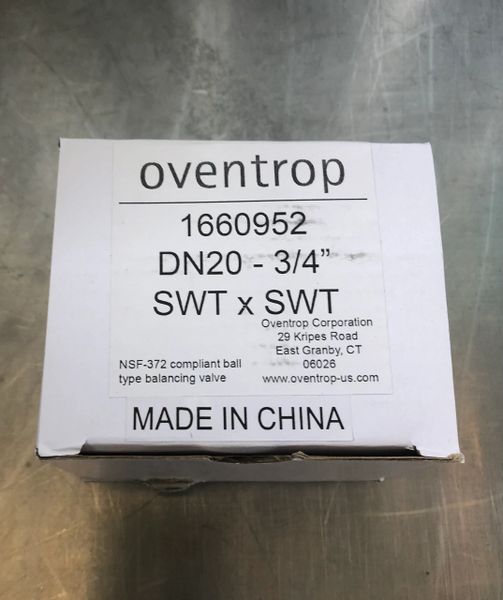 oventrop
1660952
DN20 - 3/4”
SWT x SWT
Oventrop Corporation
29 Kripes Road
East Granby, CT
06026
www.oventrop-us.com
NSF-372 compliant ball
type balancing valve
MADE IN CHINA